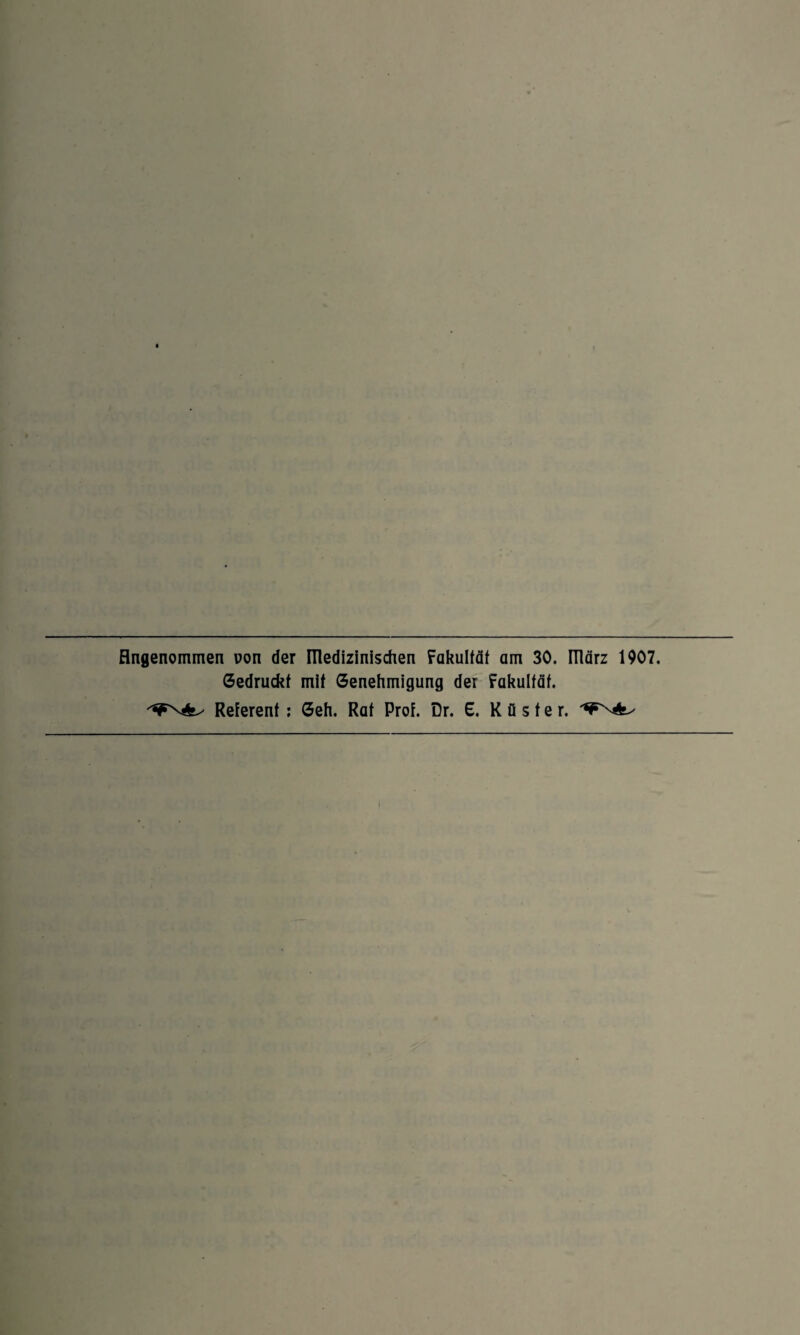 Angenommen von der Medizinischen Fakultät am 30. März 1907.
Gedruckt mit Genehmigung der Fakultät.
Referent: Geh. Rat Prof. Dr. E. Küster.